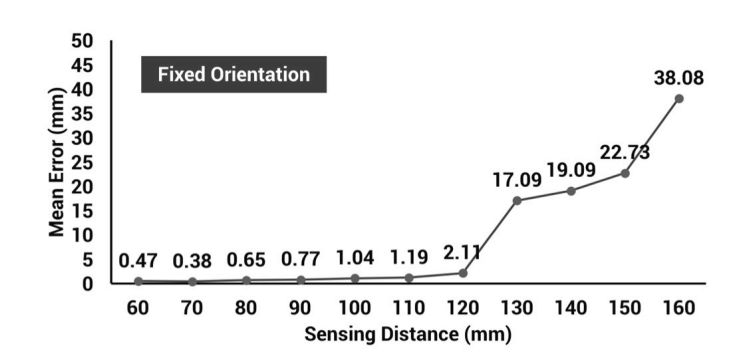 50
45
40
35
30
25
20
15
10
5
0
Mean Error (mm)
Fixed Orientation
0.47 0.38 0.65 0.77 1.04 1.19 2.11 17.09 19.09 22.73 38.08
60 70 80 90 100 110 120 130 140 150 160
Sensing Distance (mm)